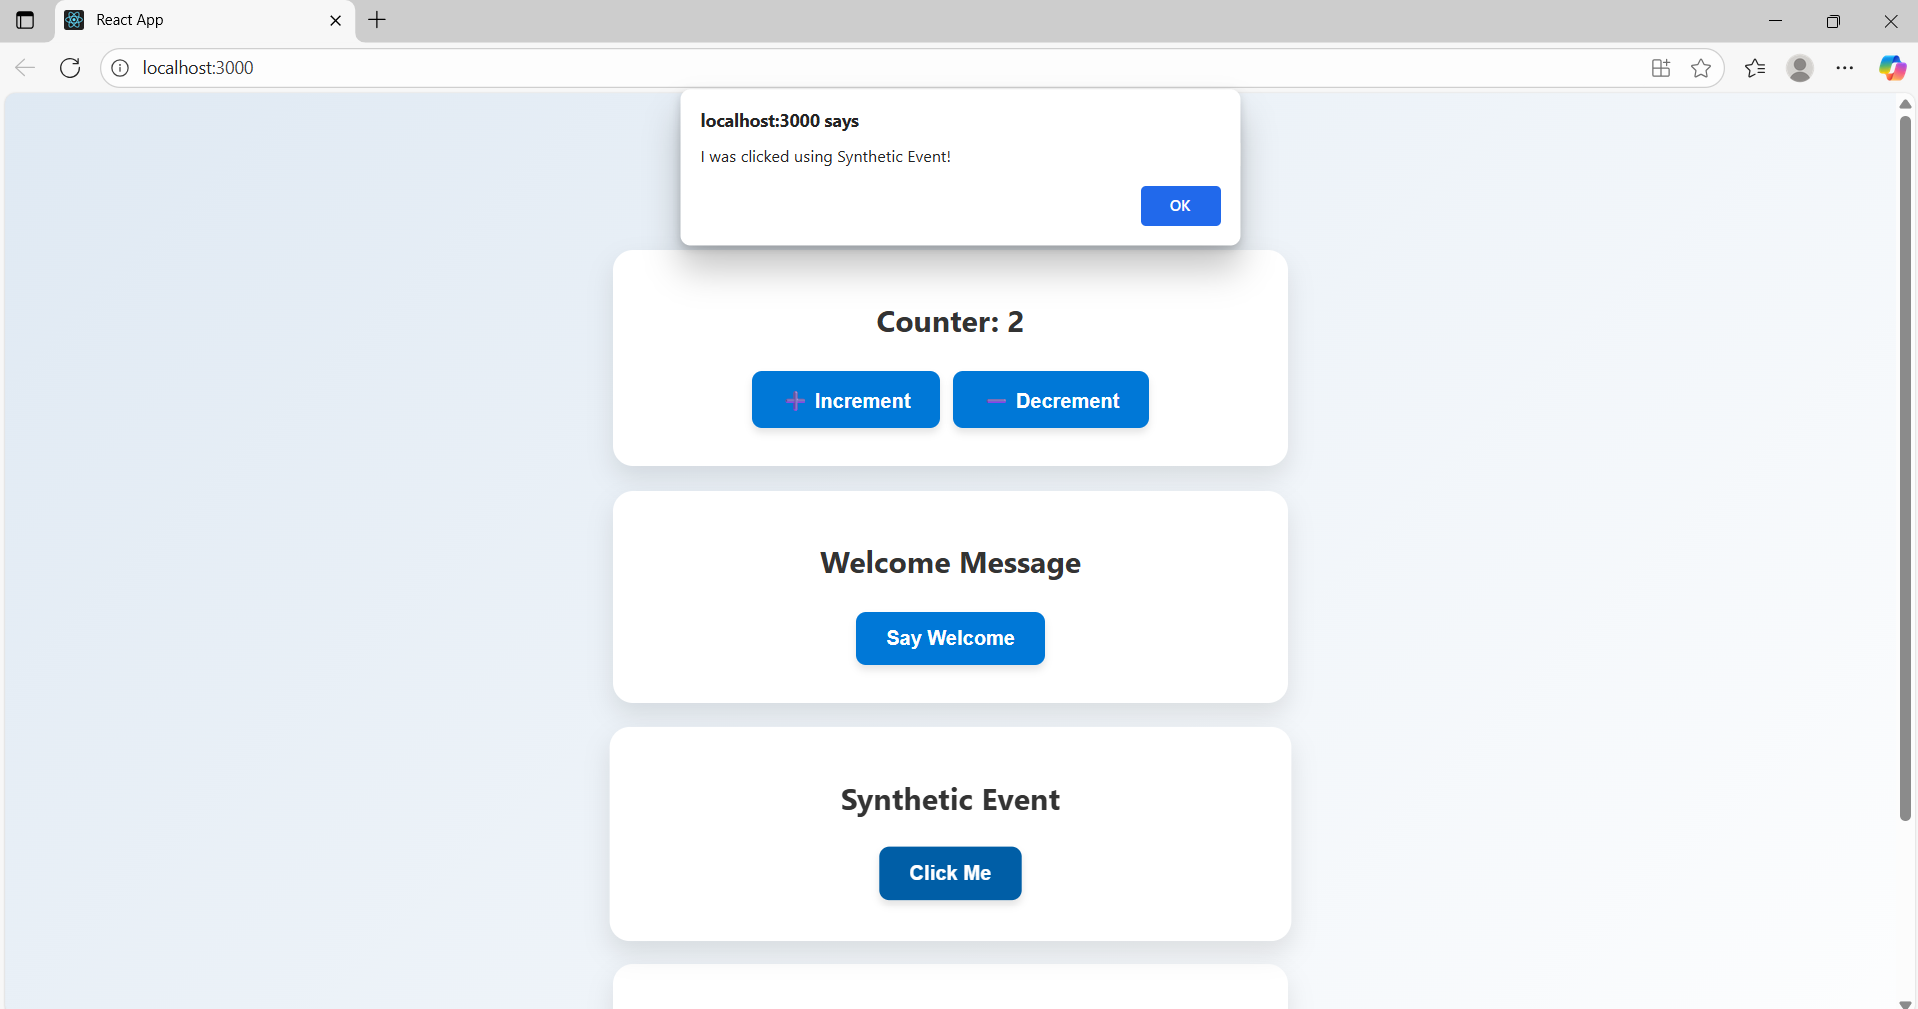 React App
localhost:3000
localhost:3000 says
I was clicked using Synthetic Event!
OK
Counter: 2
➕ Increment
➖ Decrement
Welcome Message
Say Welcome
Synthetic Event
Click Me